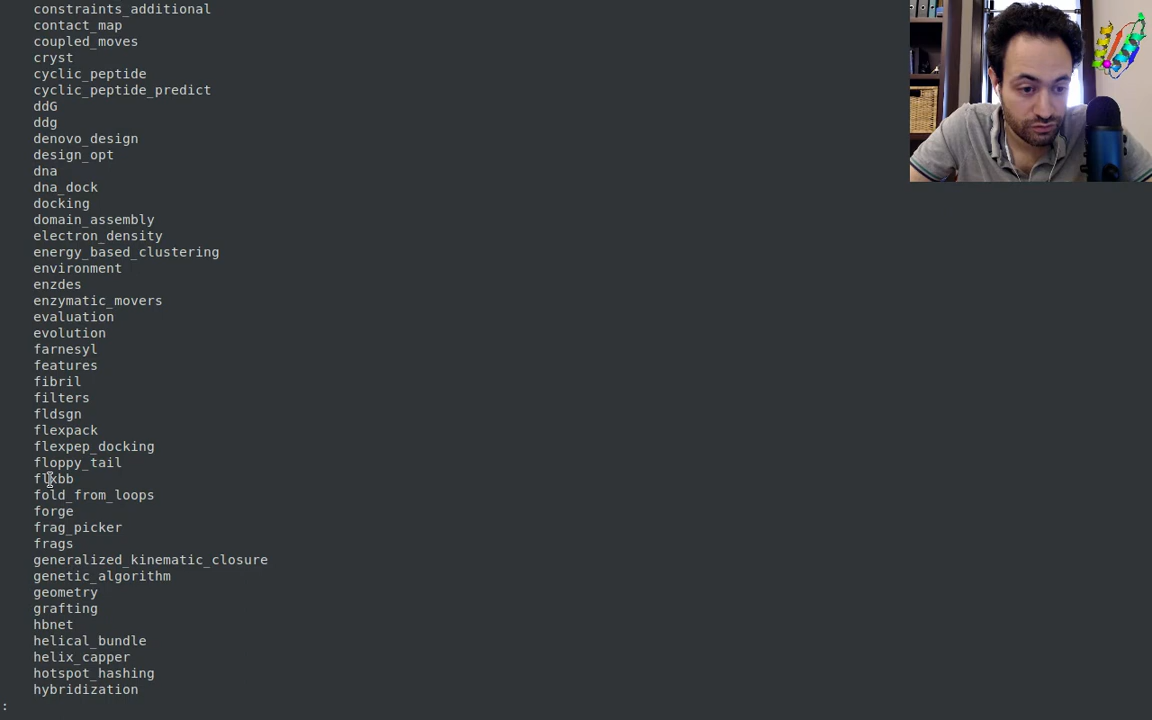 constraints_additional
contact_map
coupled_moves
cryst
cyclic_peptide
cyclic_peptide_predict
ddG
ddg
denovo_design
design_opt
dna
dna_dock
docking
domain_assembly
electron_density
energy_based_clustering
environment
enzdes
enzymatic_movers
evaluation
evolution
farnesyl
features
fibril
filters
fldsgn
flexpack
flexpep_docking
floppy_tail
flxbb
fold_from_loops
forge
frag_picker
frags
generalized_kinematic_closure
genetic_algorithm
geometry
grafting
hbnet
helical_bundle
helix_capper
hotspot_hashing
hybridization
: